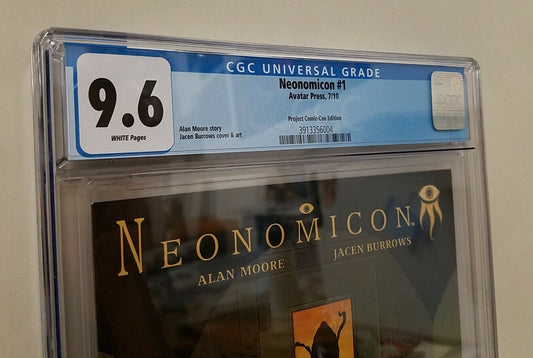 CGC UNIVERSAL GRADE
9.6
WHITE Pages
Neonomicon #1
Avatar Press, 7/10
Project Comic-Con Edition
Alan Moore story
Jacen Burrows cover & art
3913356004
CGC
NEONOMICON™
ALAN MOORE
JACEN BURROWS